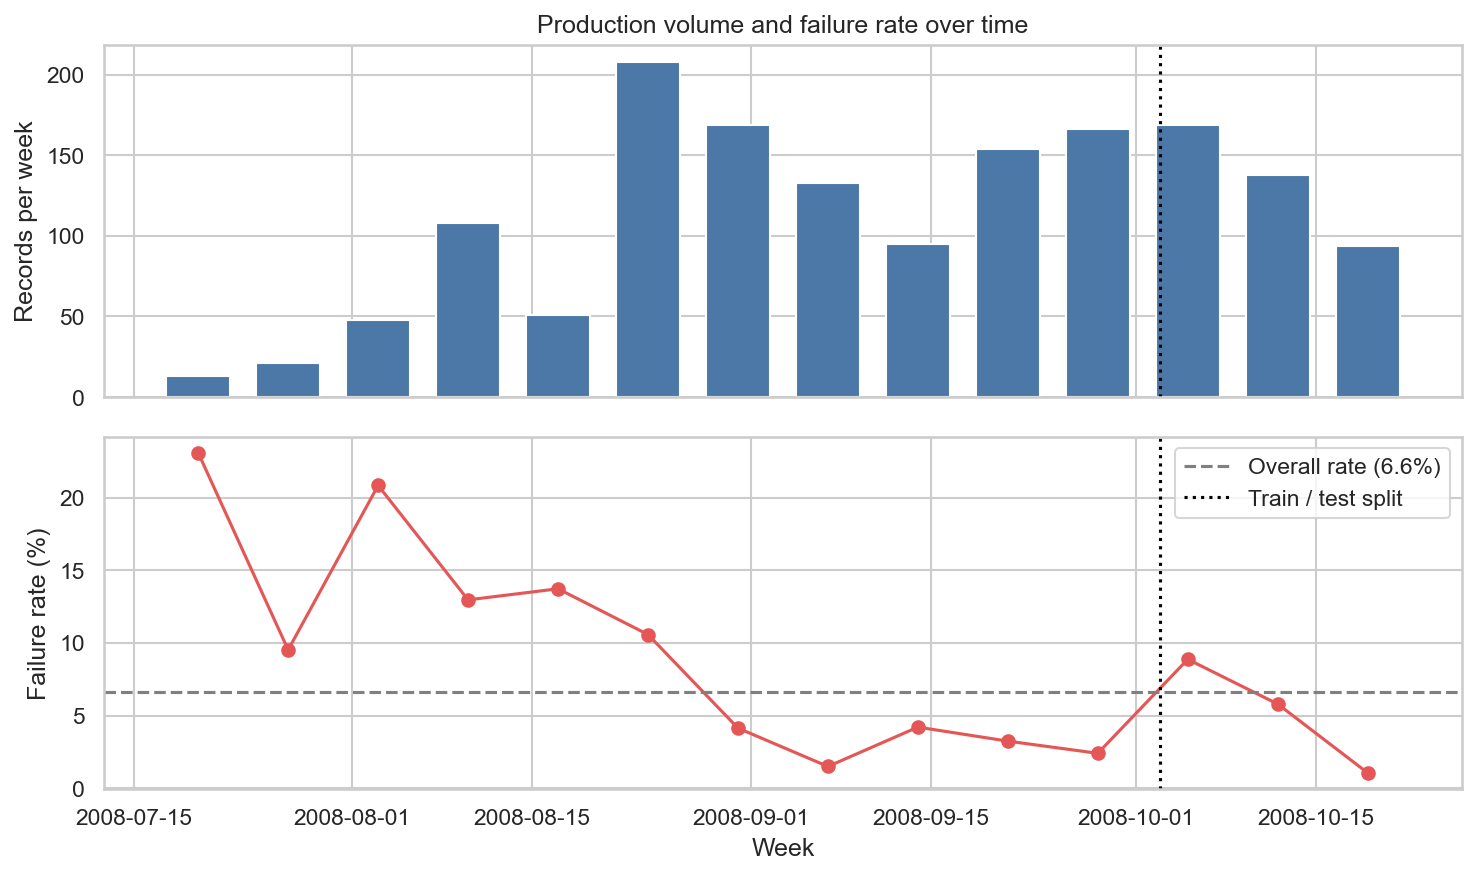 Production volume and failure rate over time
Records per week
200
150
100
50
0
Failure rate (%)
20
15
10
5
0
Overall rate (6.6%)
Train / test split
2008-07-15
2008-08-01
2008-08-15
2008-09-01
2008-09-15
2008-10-01
2008-10-15
Week